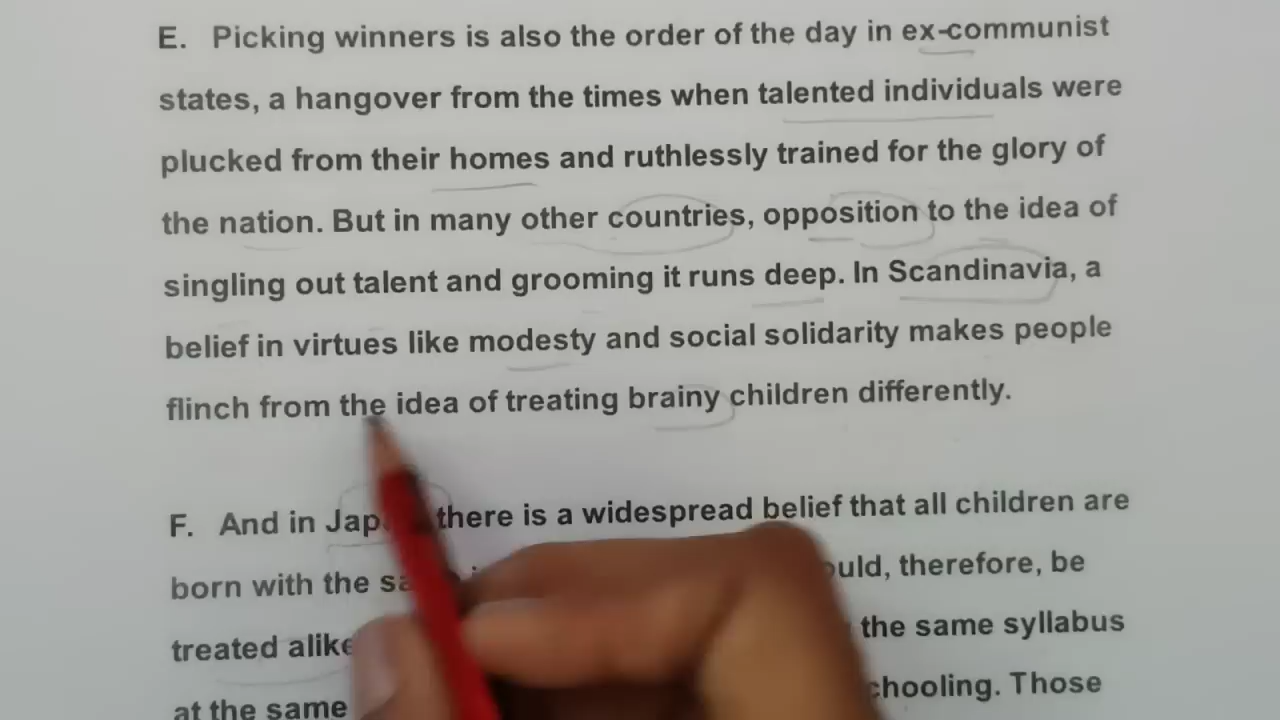 E. Picking winners is also the order of the day in ex-communist
states, a hangover from the times when talented individuals were
plucked from their homes and ruthlessly trained for the glory of
the nation. But in many other countries, opposition to the idea of
singling out talent and grooming it runs deep. In Scandinavia, a
belief in virtues like modesty and social solidarity makes people
flinch from the idea of treating brainy children differently.
F. And in there is a widespread belief that all children are
born with the therefore, be
treated alike the same syllabus
at the same Those